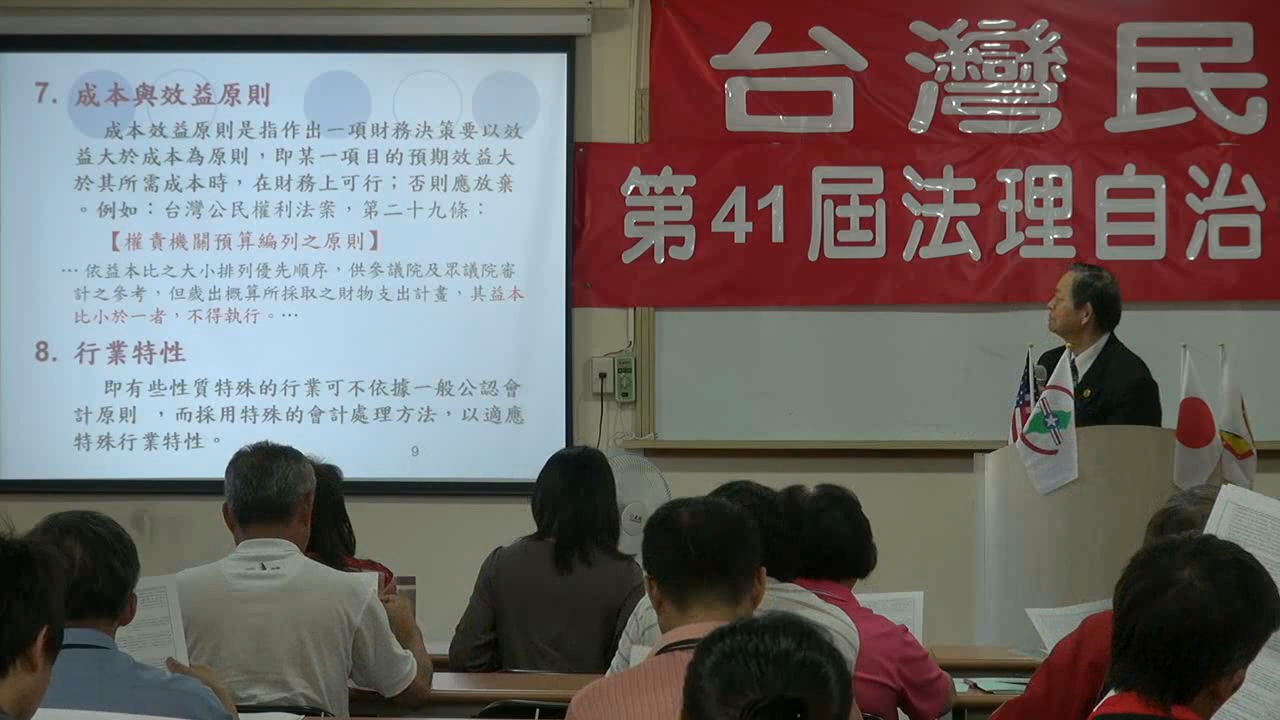 7. 成本與效益原則
成本效益原則是指作出一項財務決策要以效
益大於成本為原則，即某一項目的預期效益大
於其所需成本時，在財務上可行；否則應放棄
。例如：台灣公民權利法案，第二十九條：
【權責機關預算編列之原則】
…依益本比之大小排列優先順序，供參議院及眾議院審
計之參考，但歲出概算所採取之財物支出計畫，其益本
比小於一者，不得執行。…
8. 行業特性
即有些性質特殊的行業可不依據一般公認會
計原則 ，而採用特殊的會計處理方法，以適應
特殊行業特性。
9
台灣民
第41屆法理自治